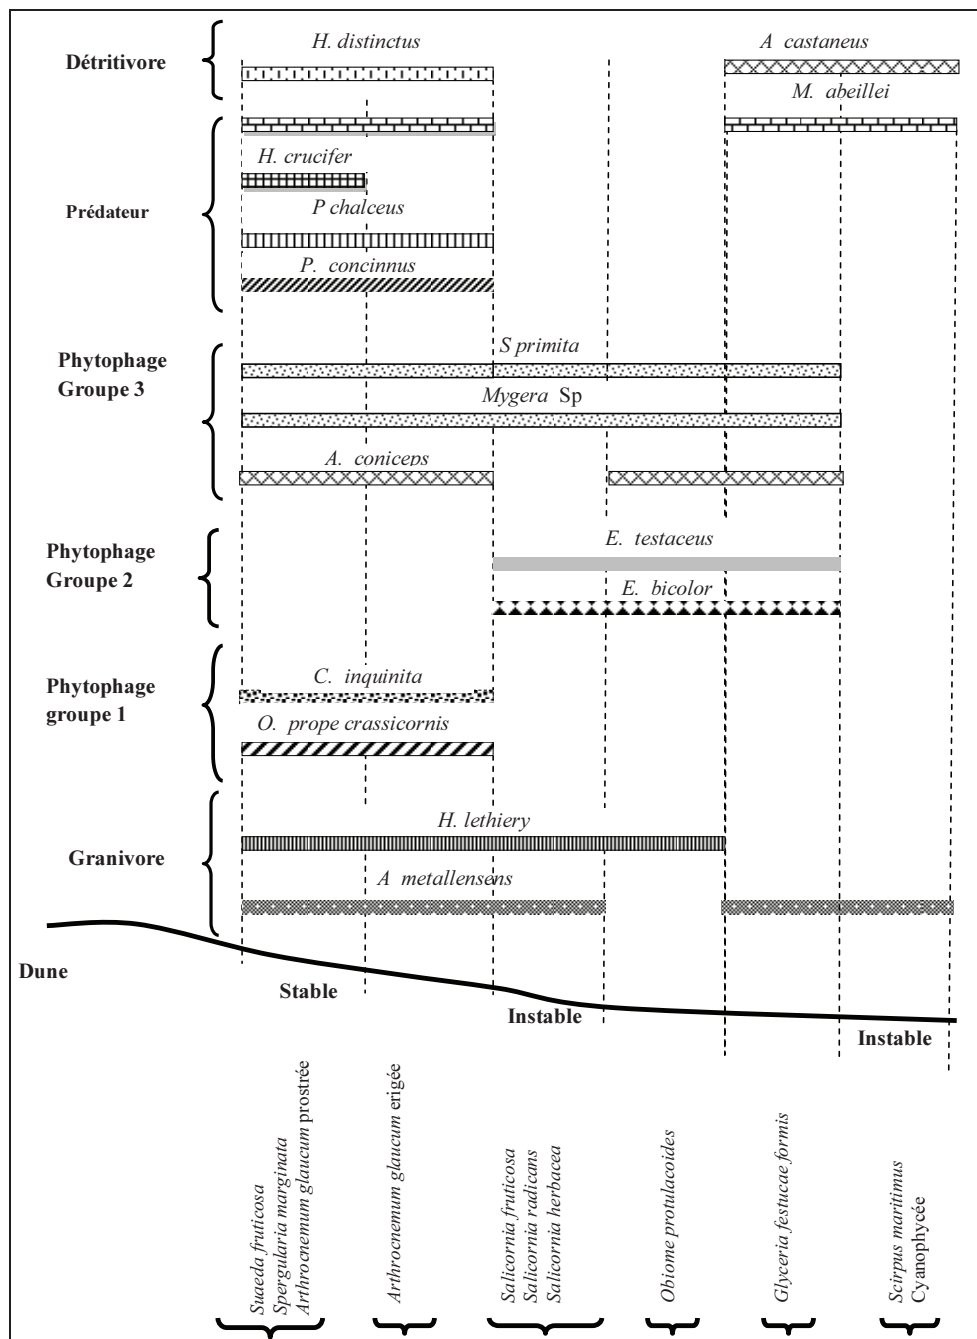 H. distinctus
A castaneus
Détritivore
M. abeillei
H. crucifer
P chalceus
Prédateur
P. concinnus
S primita
Phytophage
Groupe 3
Mygera Sp
A. coniceps
E. testaceus
Phytophage
Groupe 2
E. bicolor
C. inquinita
Phytophage
groupe 1
O. prope crassicornis
H. lethiery
Granivore
A metallensens
Dune
Stable
Instable
Instable
Suaeda fruticosa
Spergularia marginata
Arthrocnemum glaucum prostrée
Arthrocnemum glaucum erigée
Salicornia fruticosa
Salicornia radicans
Salicornia herbacea
Obiome protulacoides
Glyceria festucae formis
Scirpus maritimus
Cyanophycée